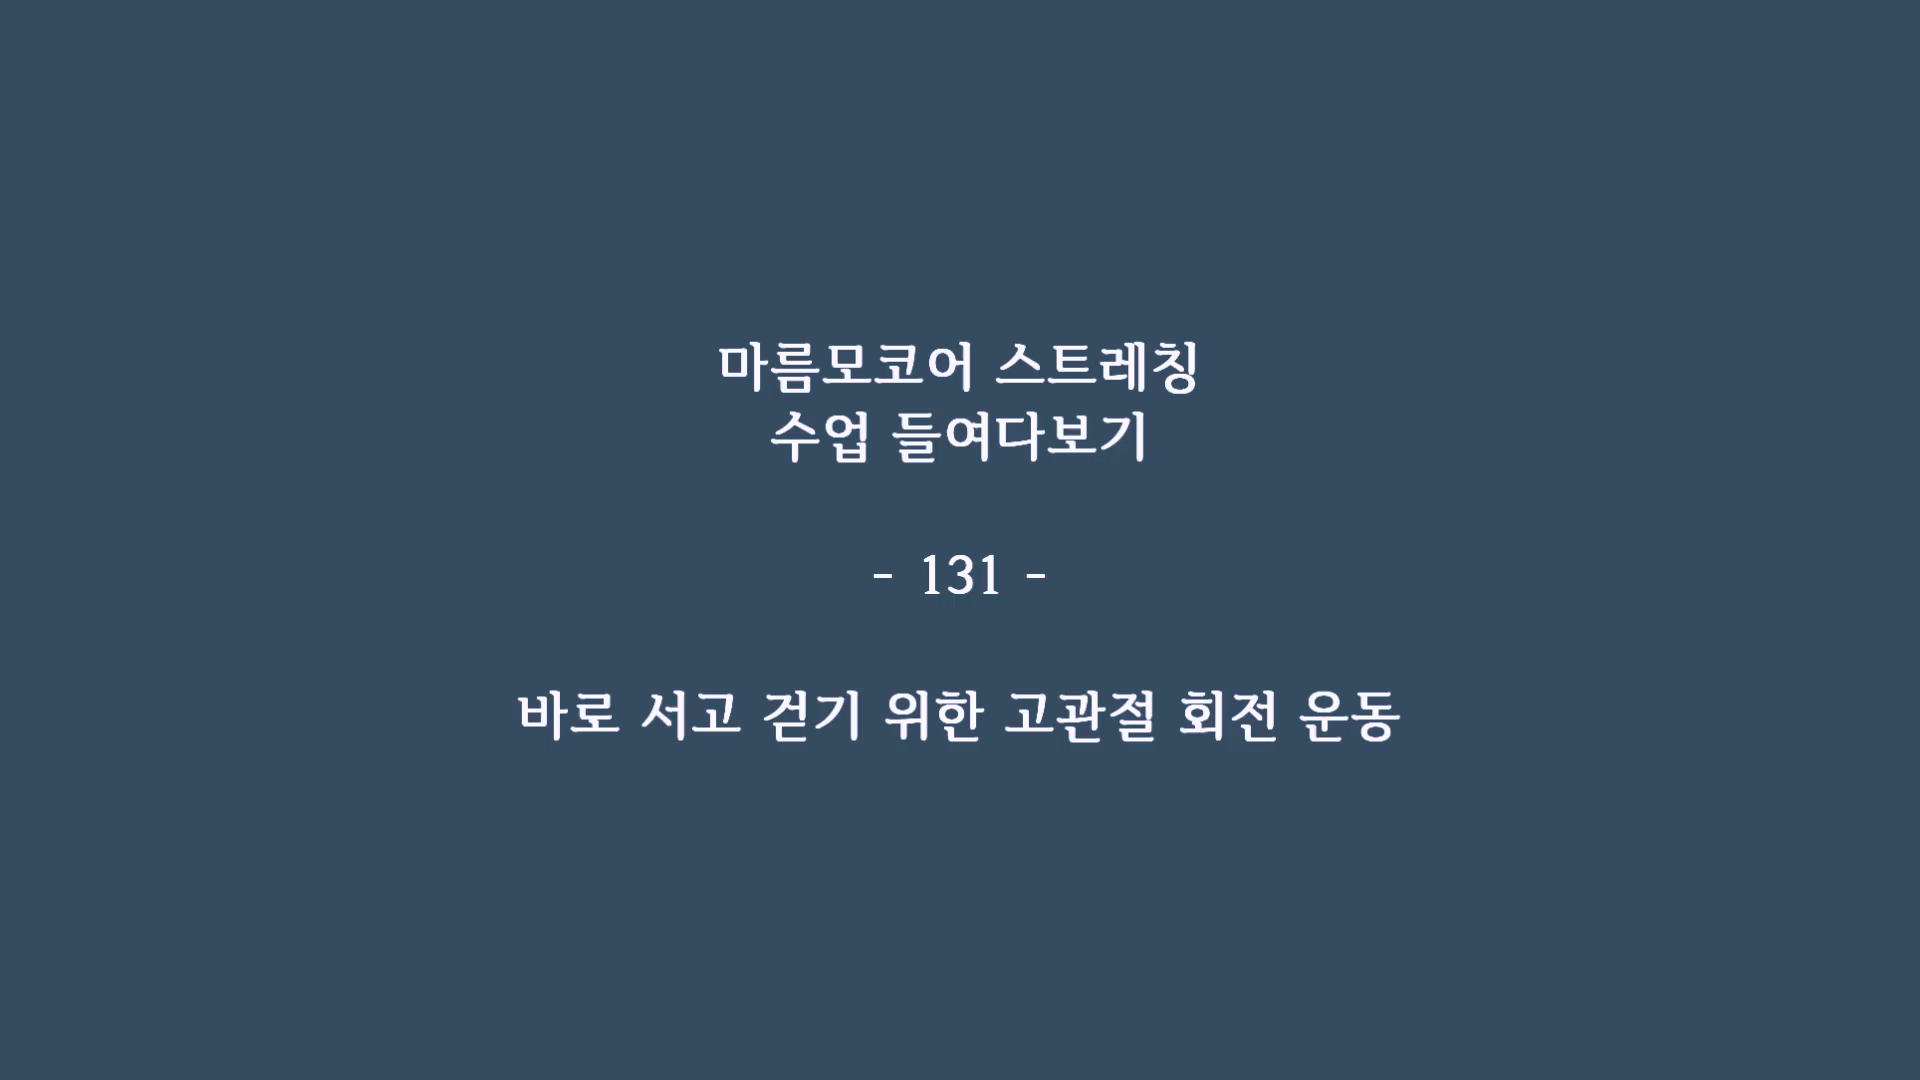 마름모코어 스트레칭
수업 들여다보기
- 131 -
바로 서고 걷기 위한 고관절 회전 운동